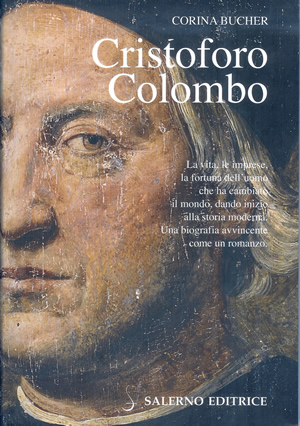 CORINA BUCHER
Cristoforo
Colombo
La vita, le imprese,
la fortuna dell'uomo
che ha cambiato
il mondo, dando inizio
alla storia moderna.
Una biografia avvincente
come un romanzo.
SALERNO EDITRICE